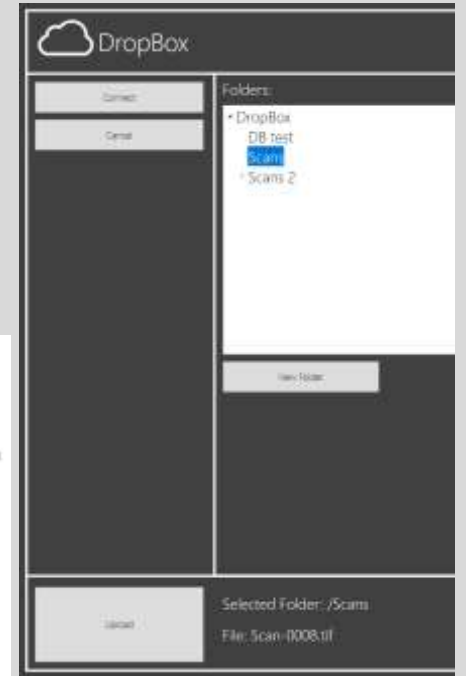 DropBox
Connect
Cancel
Folders:
DropBox
DB test
Scans
Scans 2
New Folder
Upload
Selected Folder: /Scans
File: Scan-0008.tif